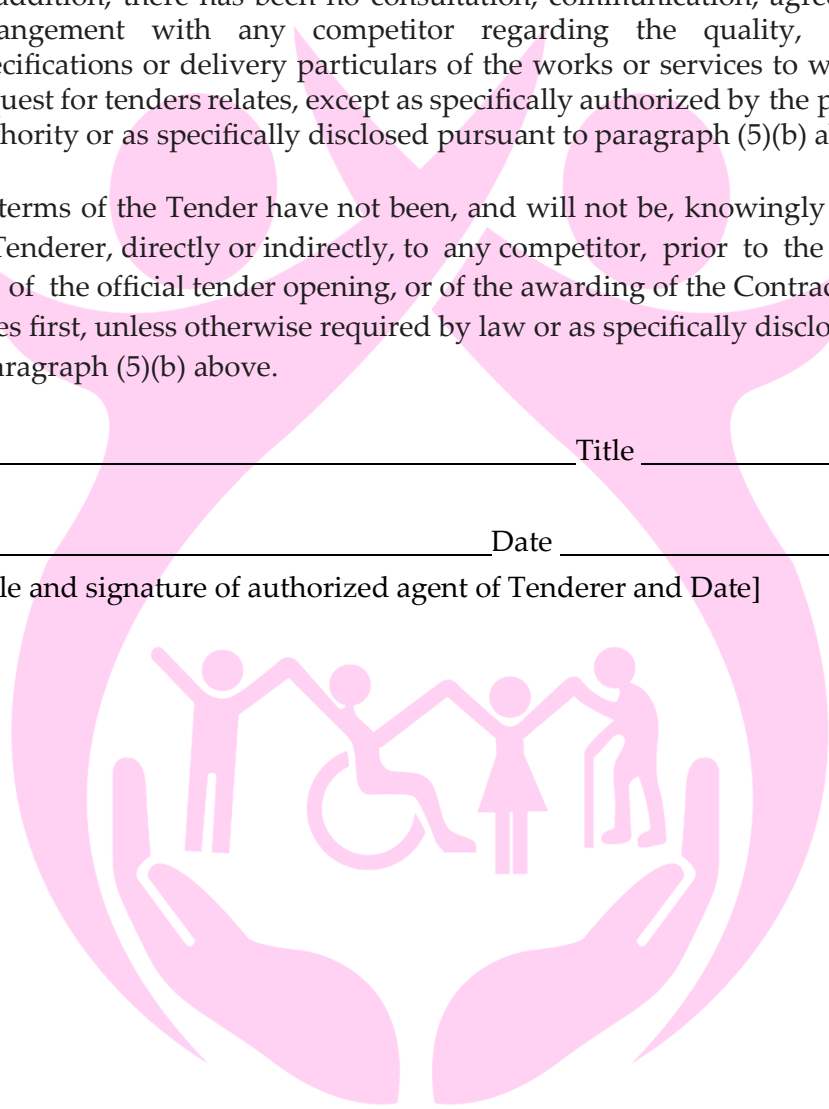 addition, there has been no consultation, communication, agree
angement with any competitor regarding the quality,
ecifications or delivery particulars of the works or services to w
quest for tenders relates, except as specifically authorized by the p
hority or as specifically disclosed pursuant to paragraph (5)(b) a
terms of the Tender have not been, and will not be, knowingly
Tenderer, directly or indirectly, to any competitor, prior to the
of the official tender opening, or of the awarding of the Contrac
es first, unless otherwise required by law or as specifically disclo
aragraph (5)(b) above.
Title
Date
le and signature of authorized agent of Tenderer and Date]